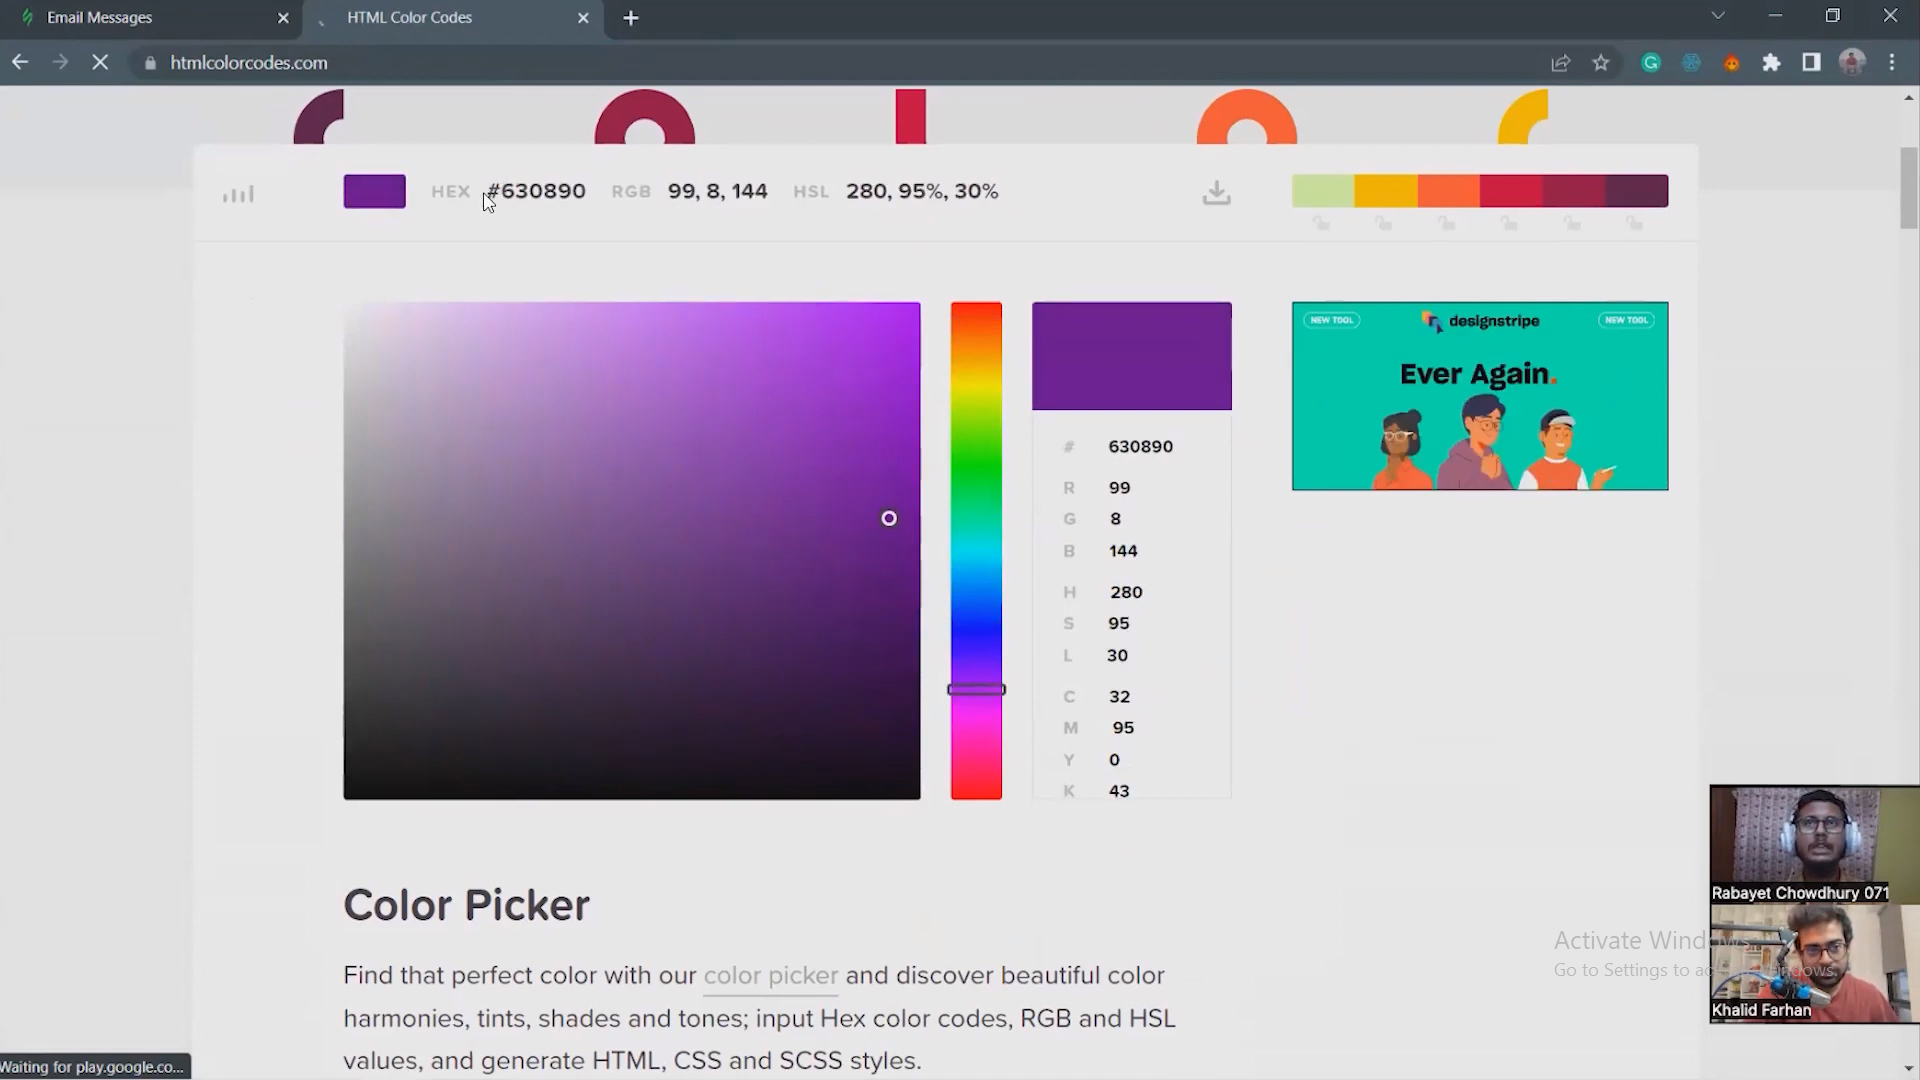 Email Messages
HTML Color Codes
htmlcolorcodes.com
HEX #630890 RGB 99, 8, 144 HSL 280, 95%, 30%
NEW TOOL designstripe NEW TOOL
Ever Again.
# 630890
R 99
G 8
B 144
H 280
S 95
L 30
C 32
M 95
Y 0
K 43
Color Picker
Find that perfect color with our color picker and discover beautiful color
harmonies, tints, shades and tones; input Hex color codes, RGB and HSL
values, and generate HTML, CSS and SCSS styles.
Rabayet Chowdhury 071
Activate Windows
Go to Settings to
Khalid Farhan
Waiting for play.google.co...